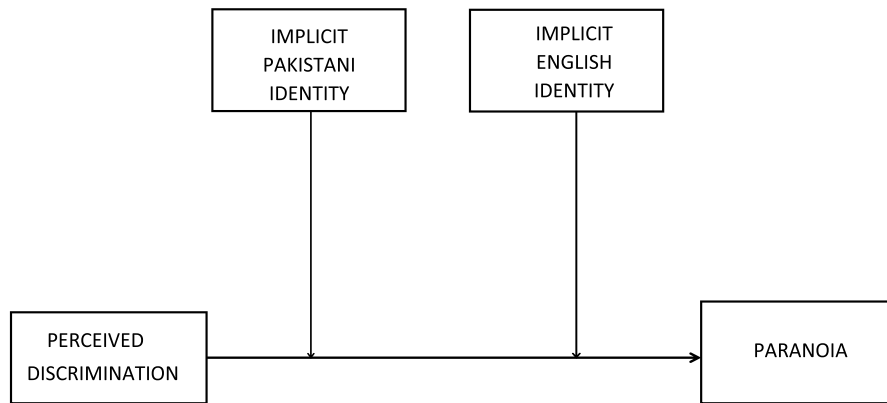 IMPLICIT
PAKISTANI
IDENTITY
IMPLICIT
ENGLISH
IDENTITY
PERCEIVED
DISCRIMINATION
PARANOIA